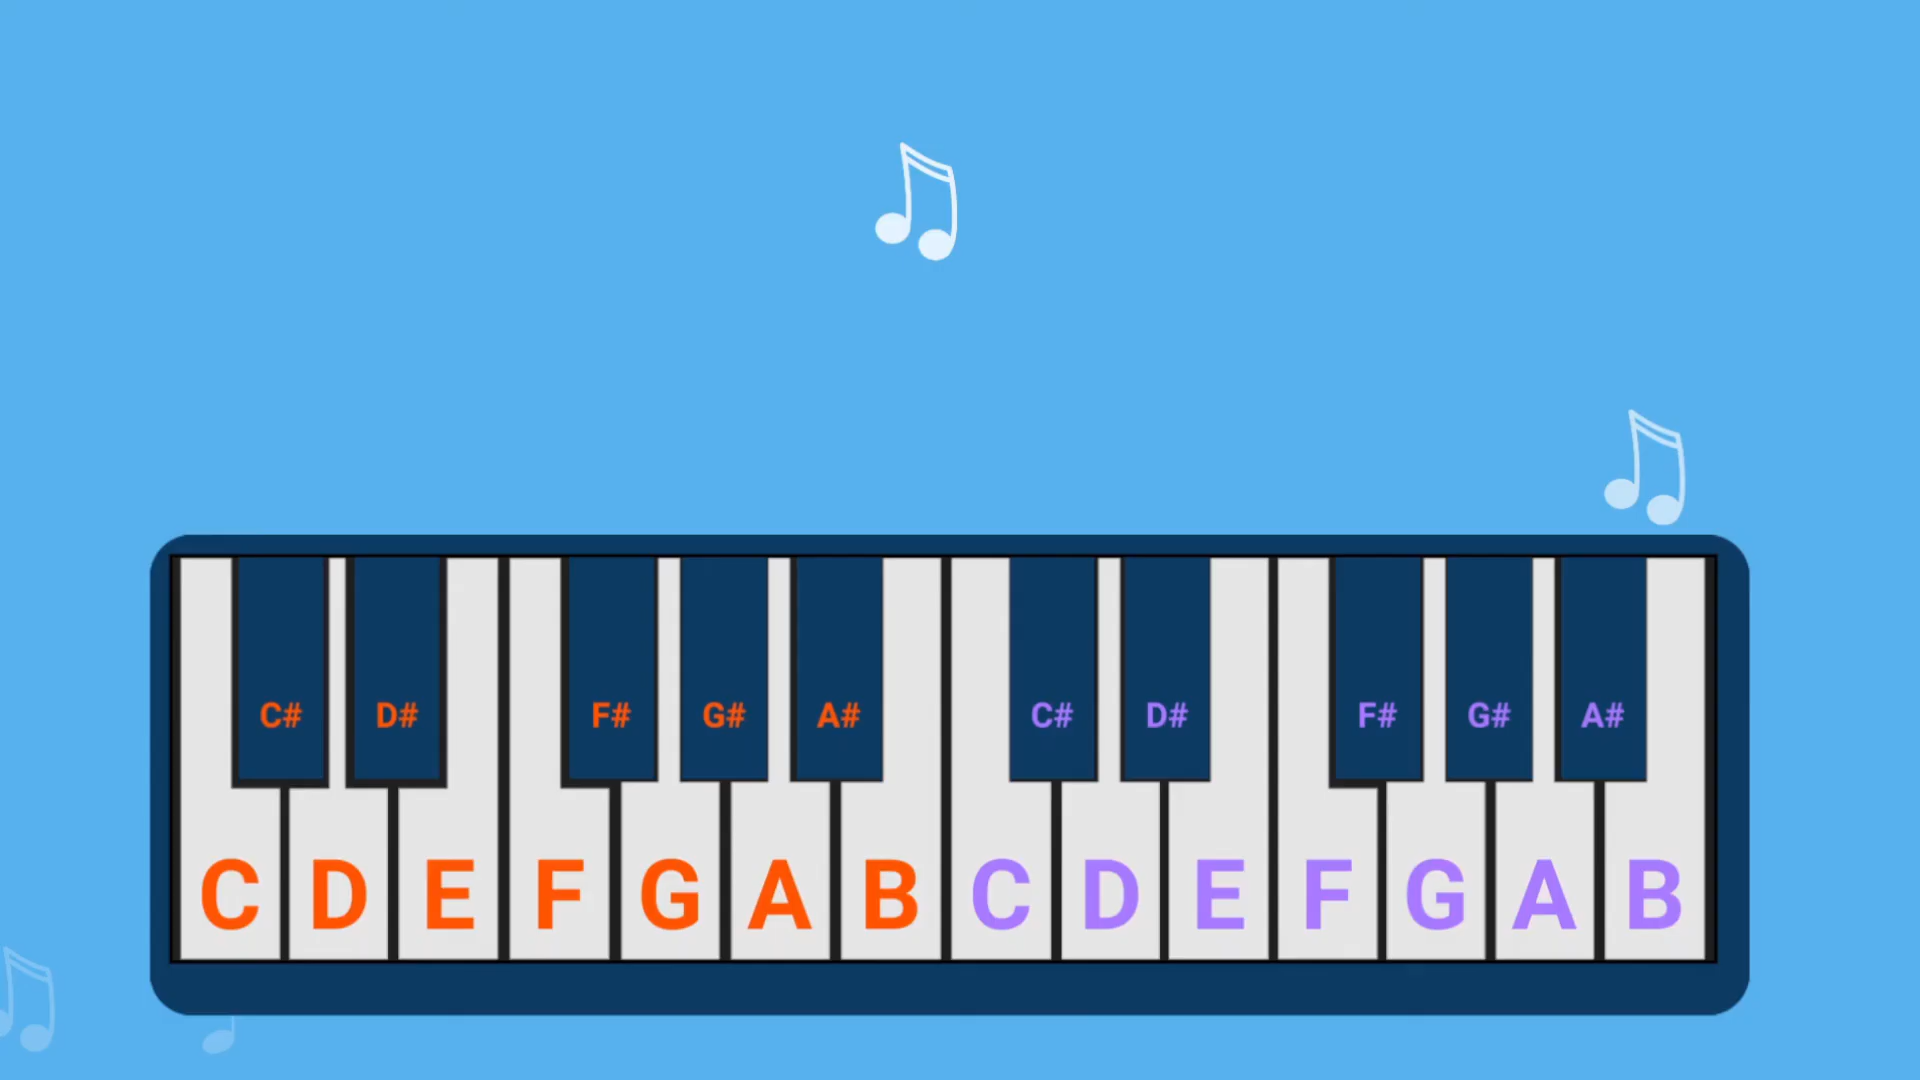 C# D# F# G# A# C# D# F# G# A#
C D E F G A B C D E F G A B